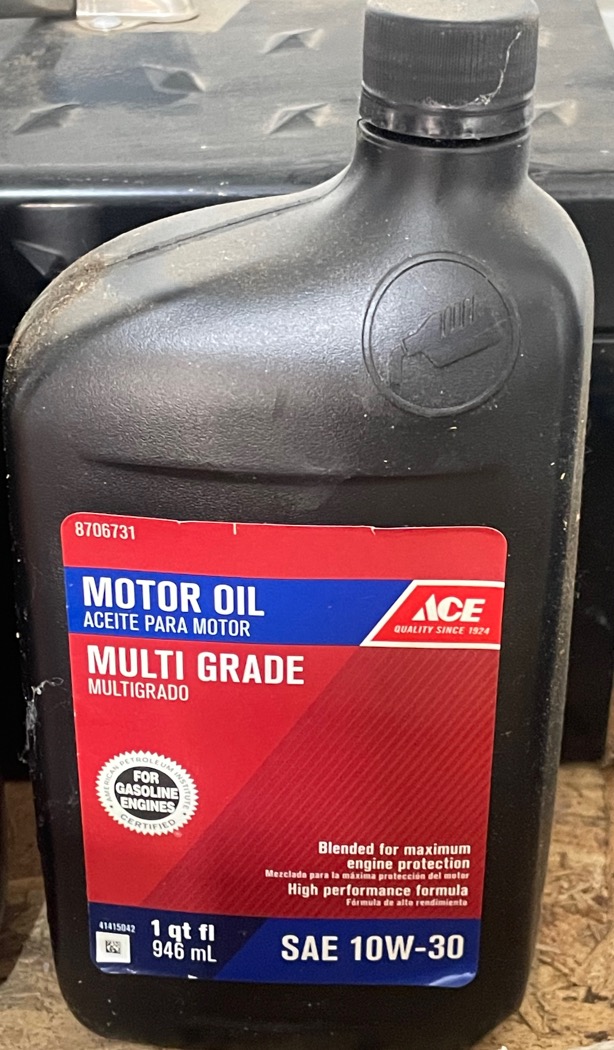 8706731
MOTOR OIL
ACEITE PARA MOTOR
ACE
QUALITY SINCE 1924
MULTI GRADE
MULTIGRADO
AMERICAN PETROLEUM INSTITUTE
FOR
GASOLINE
ENGINES
CERTIFIED
Blended for maximum
engine protection
Mezclado para la máxima protección del motor
High performance formula
Fórmula de alto rendimiento
41415042
1 qt fl
946 mL
SAE 10W-30